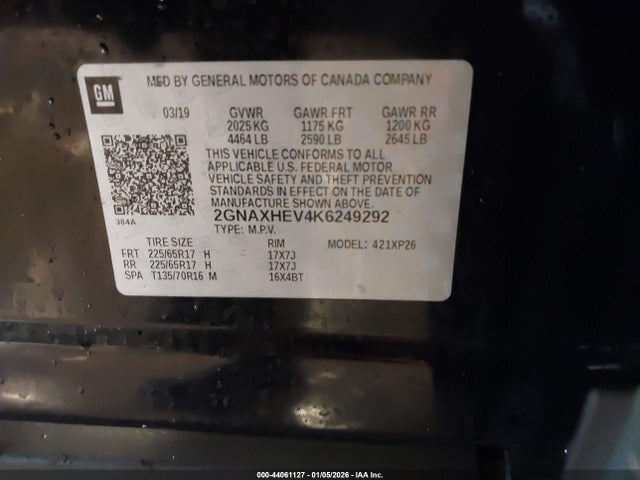 GM
MFD BY GENERAL MOTORS OF CANADA COMPANY
03/19 GVWR GAWR FRT GAWR RR
2025 KG 1175 KG 1200 KG
4464 LB 2590 LB 2645 LB
THIS VEHICLE CONFORMS TO ALL
APPLICABLE U.S. FEDERAL MOTOR
VEHICLE SAFETY AND THEFT PREVENTION
STANDARDS IN EFFECT ON THE DATE OF
MANUFACTURE SHOWN ABOVE.
384A
2GNAXHEV4K6249292
TYPE: M.P.V.
TIRE SIZE RIM MODEL: 421XP26
FRT 225/65R17 H 17X7J
RR 225/65R17 H 17X7J
SPA T135/70R16 M 16X4BT
000-44061127 - 01/05/2026 - IAA Inc.